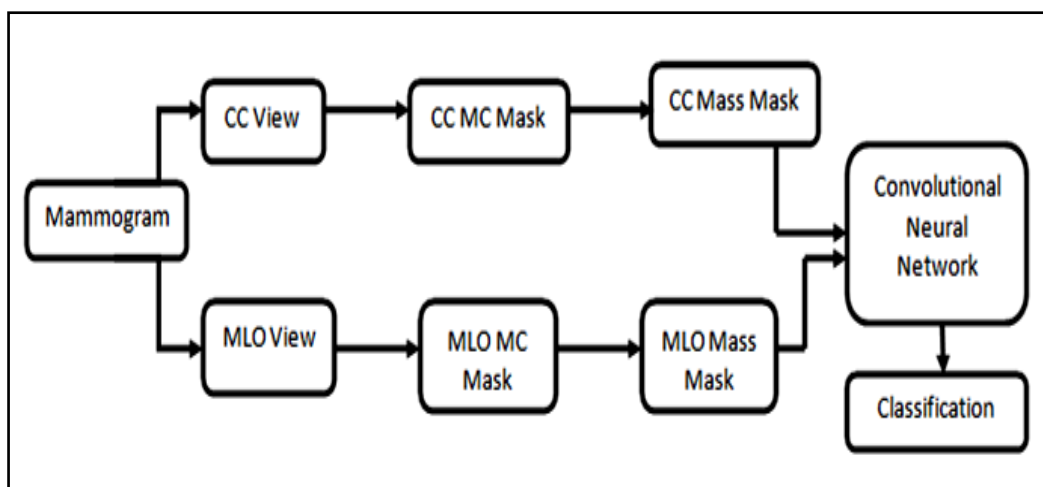 CC View
CC MC Mask
CC Mass Mask
Mammogram
Convolutional
Neural
Network
MLO View
MLO MC
Mask
MLO Mass
Mask
Classification